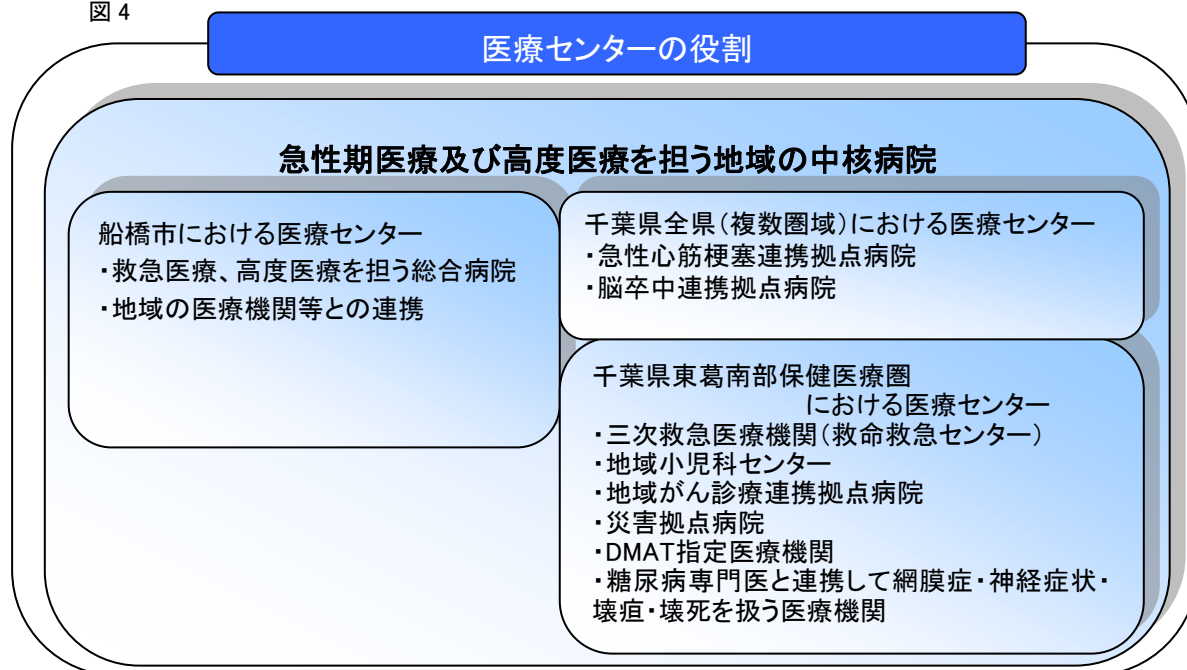 図 4
医療センターの役割
急性期医療及び高度医療を担う地域の中核病院
船橋市における医療センター
・救急医療、高度医療を担う総合病院
・地域の医療機関等との連携
千葉県全県（複数圏域）における医療センター
・急性心筋梗塞連携拠点病院
・脳卒中連携拠点病院
千葉県東葛南部保健医療圏
における医療センター
・三次救急医療機関（救命救急センター）
・地域小児科センター
・地域がん診療連携拠点病院
・災害拠点病院
・DMAT指定医療機関
・糖尿病専門医と連携して網膜症・神経症状・
壊疽・壊死を扱う医療機関